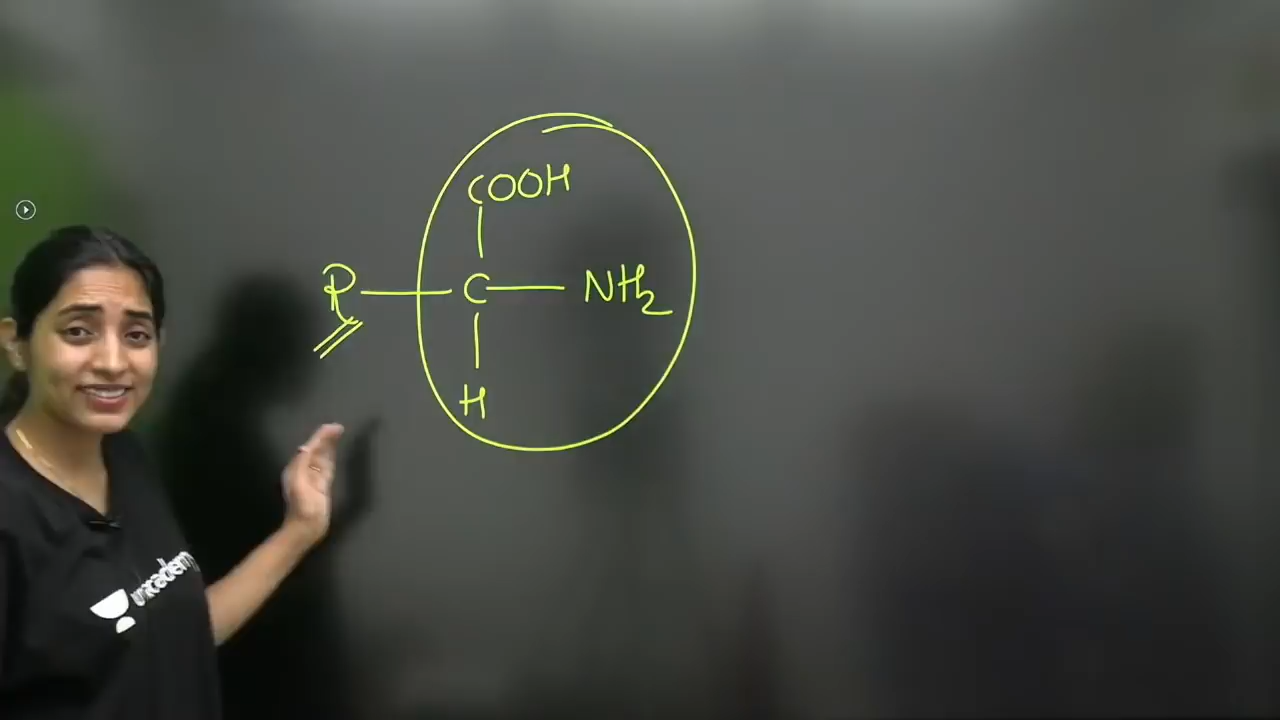 COOH
R — C — NH2
H
unacademy